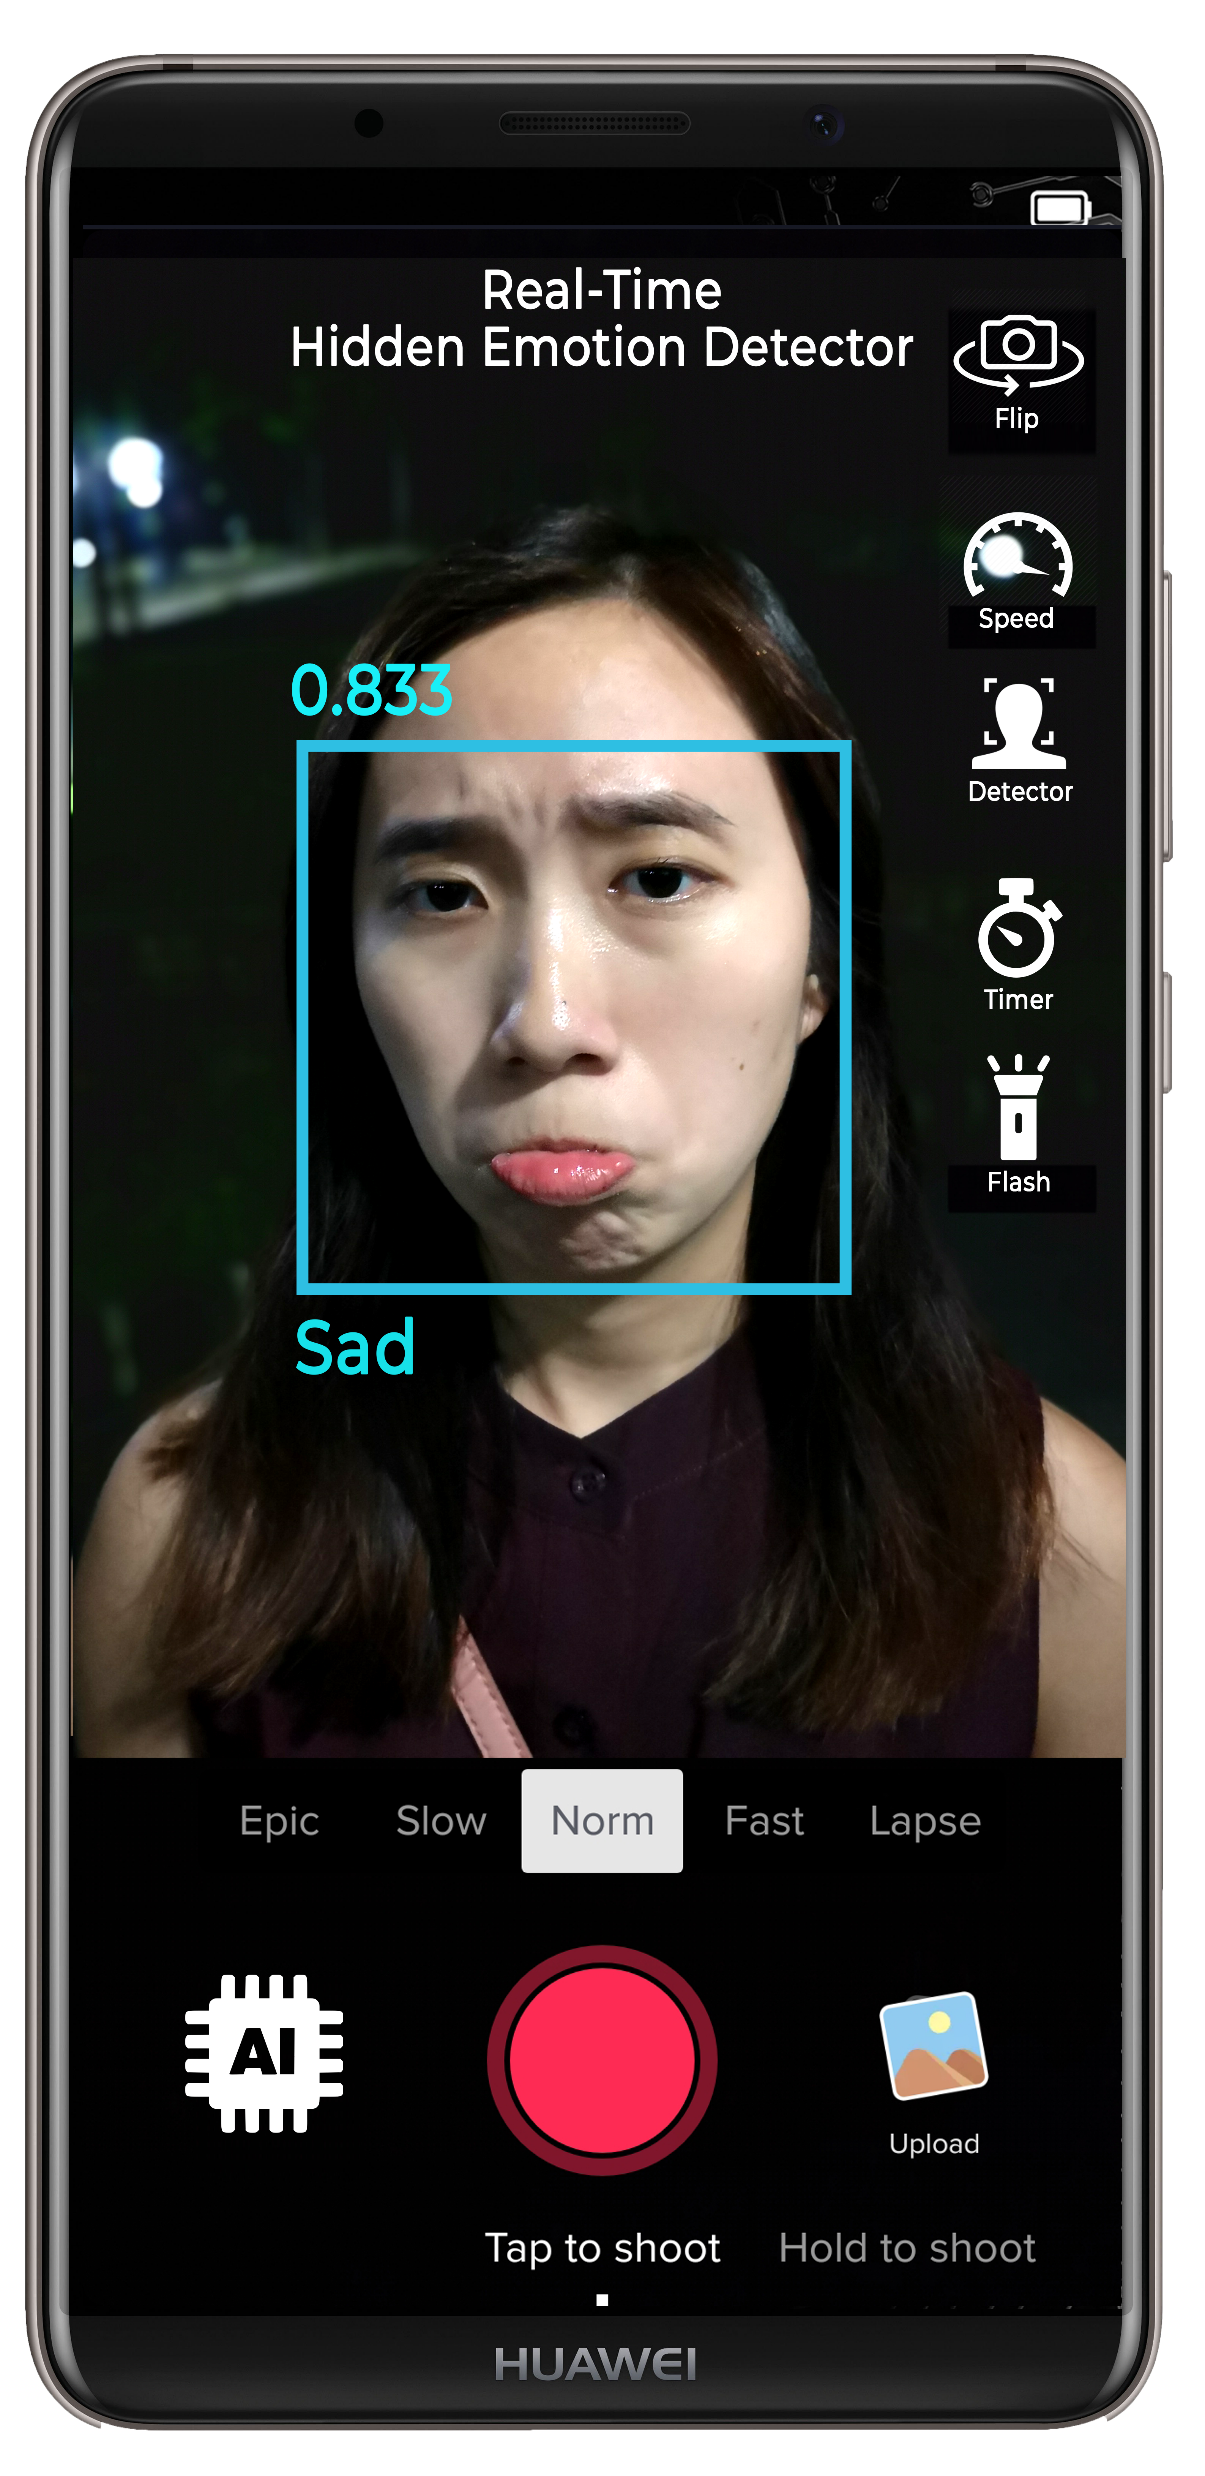 Real-Time
Hidden Emotion Detector
Flip
Speed
0.833
Detector
Timer
Flash
Sad
Epic Slow Norm Fast Lapse
AI
Upload
Tap to shoot Hold to shoot
HUAWEI